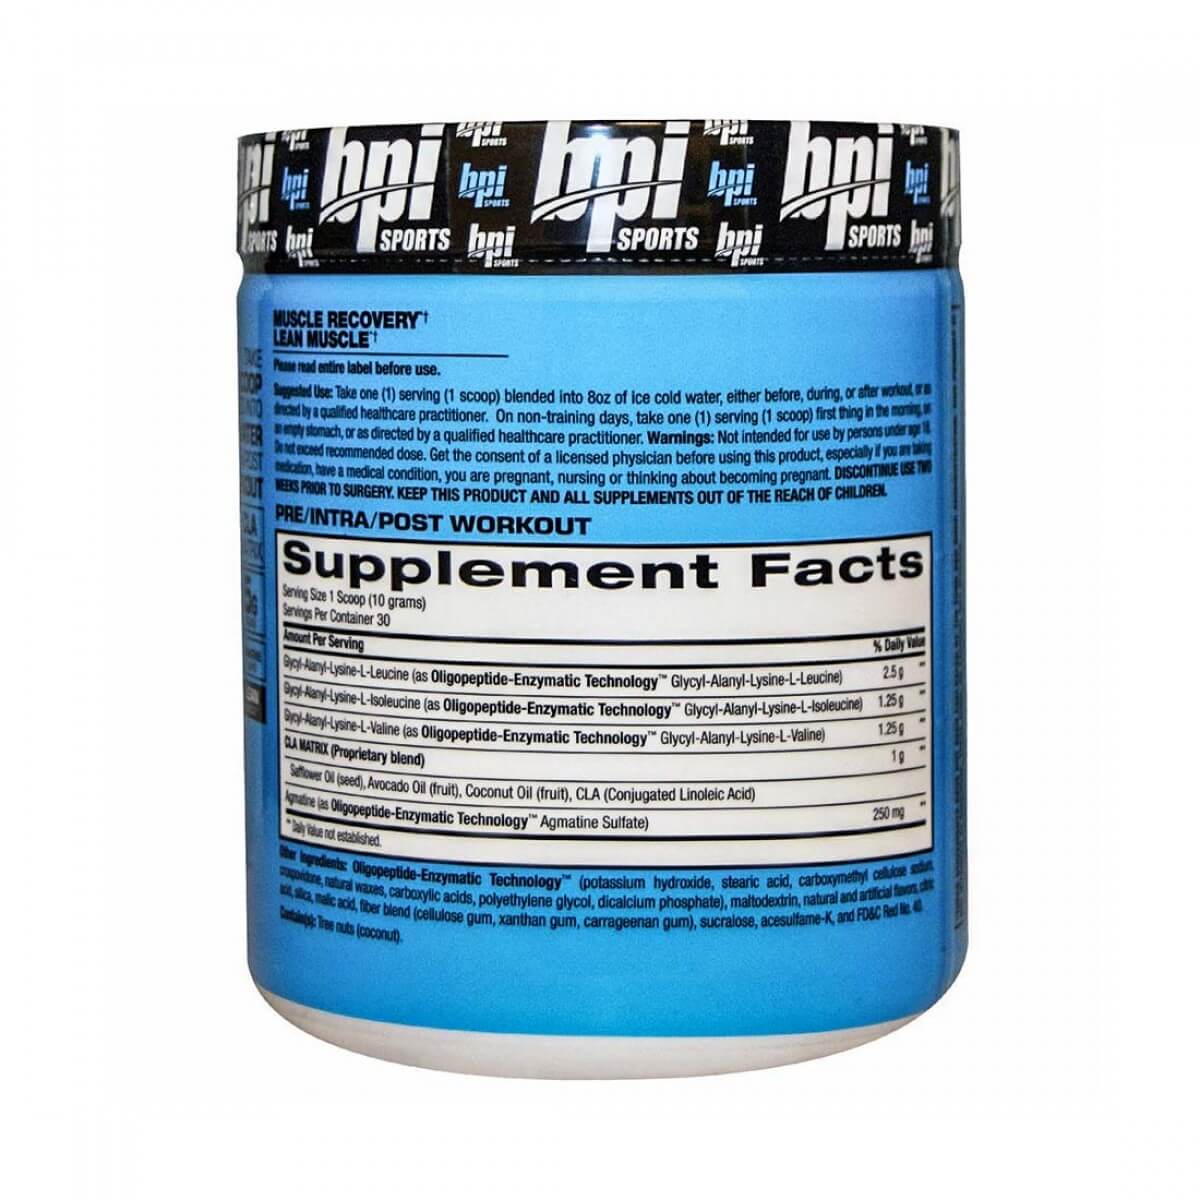 bpi SPORTS bpi SPORTS bpi SPORTS
MUSCLE RECOVERY*†
LEAN MUSCLE*†
Please read entire label before use.
Suggested Use: Take one (1) serving (1 scoop) blended into 8oz of ice cold water, either before, during, or after workout, or as
directed by a qualified healthcare practitioner. On non-training days, take one (1) serving (1 scoop) first thing in the morning, on
an empty stomach, or as directed by a qualified healthcare practitioner. Warnings: Not intended for use by persons under age 18.
Do not exceed recommended dose. Get the consent of a licensed physician before using this product, especially if you are taking
medication, have a medical condition, you are pregnant, nursing or thinking about becoming pregnant. DISCONTINUE USE TWO
WEEKS PRIOR TO SURGERY. KEEP THIS PRODUCT AND ALL SUPPLEMENTS OUT OF THE REACH OF CHILDREN.
PRE/INTRA/POST WORKOUT
Supplement Facts
Serving Size 1 Scoop (10 grams)
Servings Per Container 30
Amount Per Serving % Daily Value
Glycyl-Alanyl-Lysine-L-Leucine (as Oligopeptide-Enzymatic Technology™ Glycyl-Alanyl-Lysine-L-Leucine) 2.5 g **
Glycyl-Alanyl-Lysine-L-Isoleucine (as Oligopeptide-Enzymatic Technology™ Glycyl-Alanyl-Lysine-L-Isoleucine) 1.25 g **
Glycyl-Alanyl-Lysine-L-Valine (as Oligopeptide-Enzymatic Technology™ Glycyl-Alanyl-Lysine-L-Valine) 1.25 g **
CLA MATRIX (Proprietary blend) 1 g **
Safflower Oil (seed), Avocado Oil (fruit), Coconut Oil (fruit), CLA (Conjugated Linoleic Acid)
Agmatine (as Oligopeptide-Enzymatic Technology™ Agmatine Sulfate) 250 mg **
** Daily Value not established.
Other Ingredients: Oligopeptide-Enzymatic Technology™ (potassium hydroxide, stearic acid, carboxymethyl cellulose sodium,
crospovidone, natural waxes, carboxylic acids, polyethylene glycol, dicalcium phosphate), maltodextrin, natural and artificial flavors, citric
acid, silica, malic acid, fiber blend (cellulose gum, xanthan gum, carrageenan gum), sucralose, acesulfame-K, and FD&C Red No. 40.
Contain(s): Tree nuts (coconut).